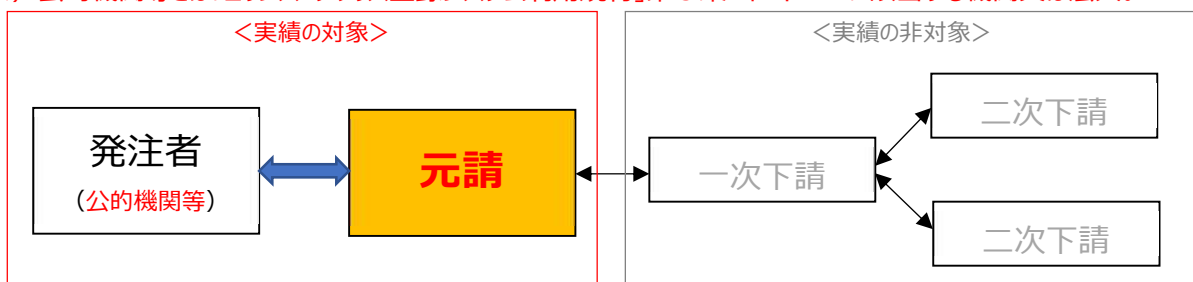 <実績の対象>
<実績の非対象>
発注者
(公的機関等)
元請
一次下請
二次下請
二次下請